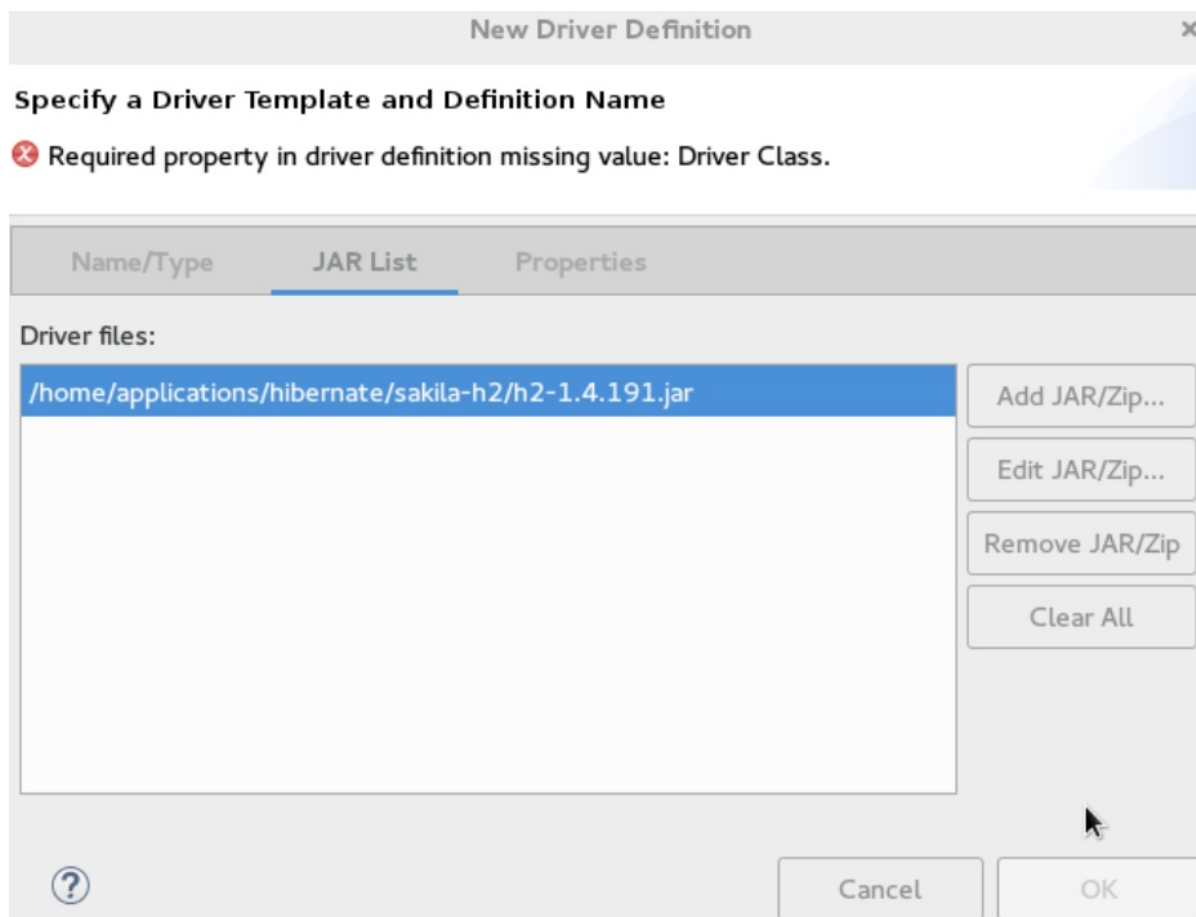 New Driver Definition
Specify a Driver Template and Definition Name
Required property in driver definition missing value: Driver Class.
Name/Type JAR List Properties
Driver files:
/home/applications/hibernate/sakila-h2/h2-1.4.191.jar
Add JAR/Zip...
Edit JAR/Zip...
Remove JAR/Zip
Clear All
?
Cancel OK